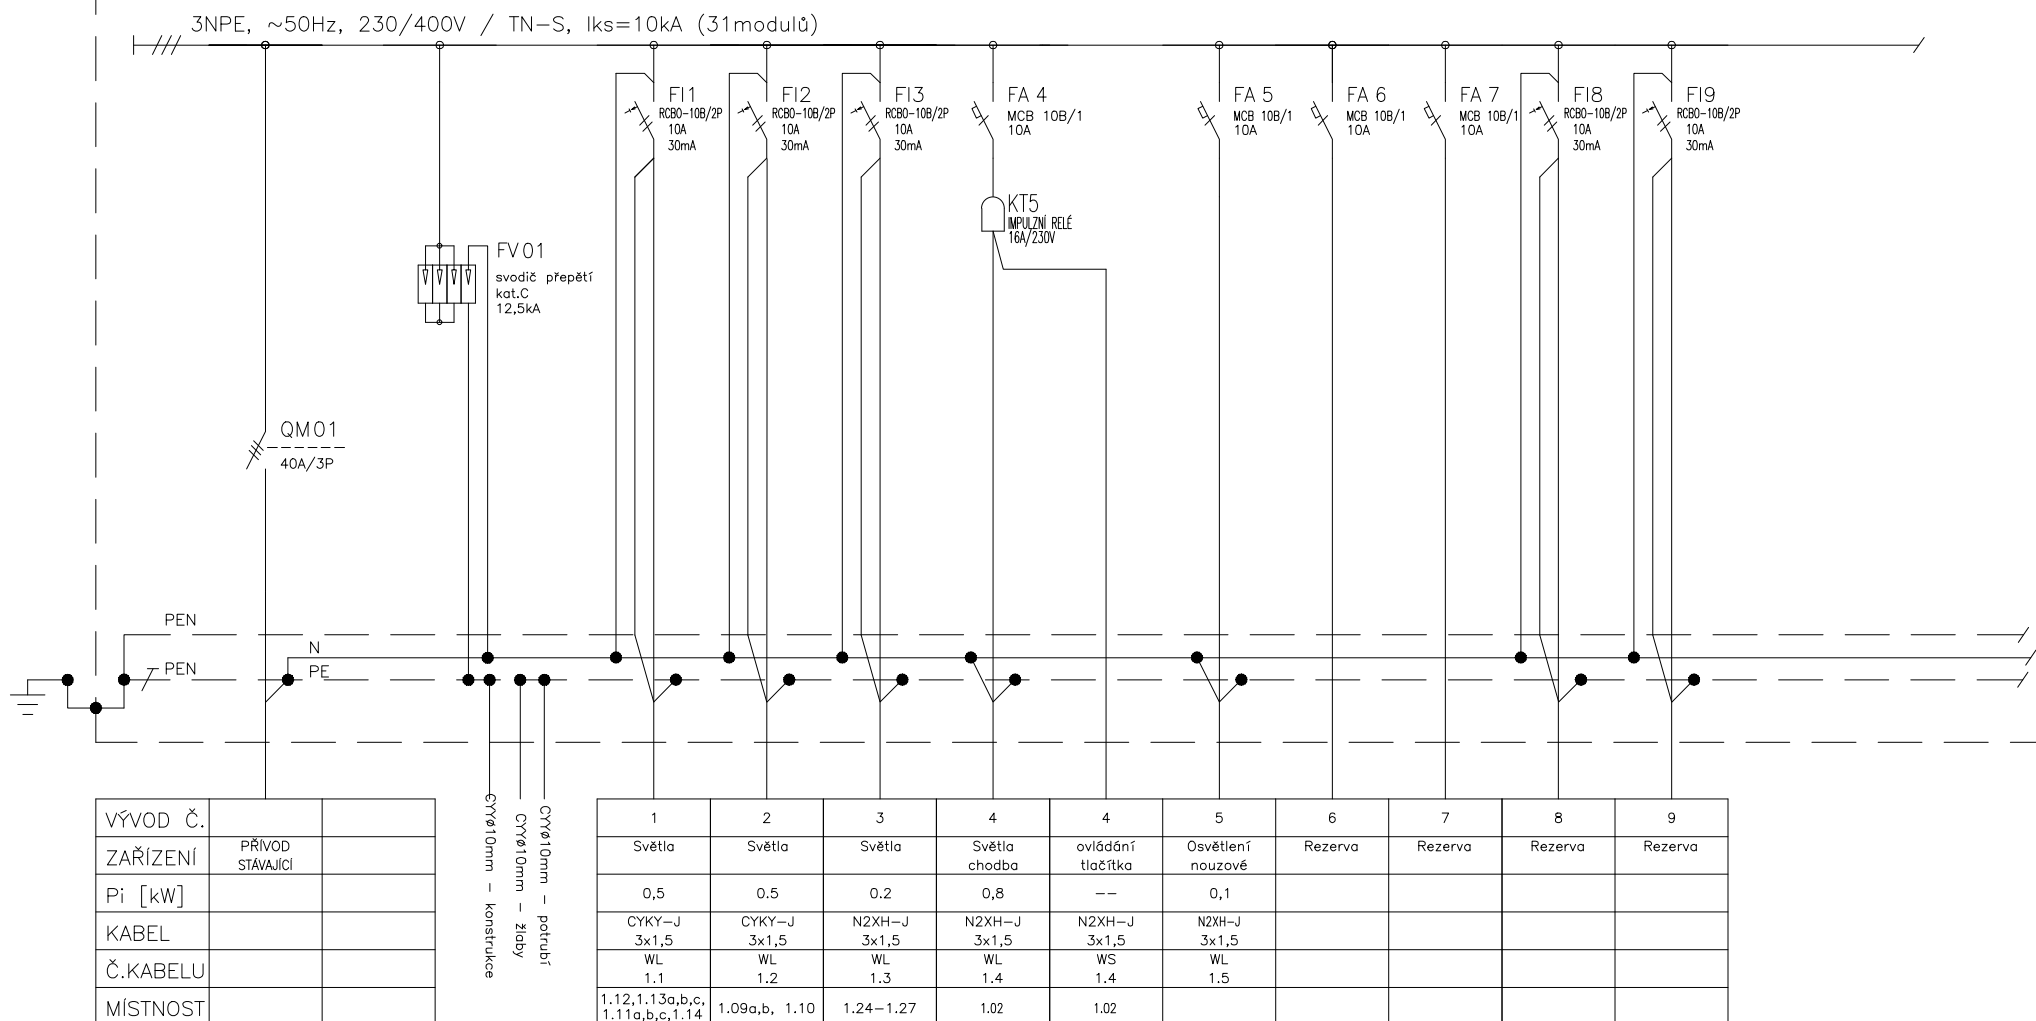 3NPE, ~50Hz, 230/400V / TN-S, Iks=10kA (31modulů)
FI1
RCBO-10B/2P
10A
30mA
FI2
RCBO-10B/2P
10A
30mA
FI3
RCBO-10B/2P
10A
30mA
FA 4
MCB 10B/1
10A
FA 5
MCB 10B/1
10A
FA 6
MCB 10B/1
10A
FA 7
MCB 10B/1
10A
FI8
RCBO-10B/2P
10A
30mA
FI9
RCBO-10B/2P
10A
30mA
KT5
IMPULZNÍ RELÉ
16A/230V
FV01
svodič přepětí
kat.C
12,5kA
QM01
40A/3P
PEN
N
PEN
PE
CYYø10mm - konstrukce
CYYø10mm - žlaby
CYYø10mm - potrubí
VÝVOD Č. 1 2 3 4 4 5 6 7 8 9
ZAŘÍZENÍ
PŘÍVOD
STÁVAJÍCÍ
Světla
Světla
Světla
Světla
chodba
ovládání
tlačítka
Osvětlení
nouzové
Rezerva
Rezerva
Rezerva
Rezerva
Pi [kW] 0,5 0.5 0.2 0,8 -- 0,1
KABEL
CYKY-J
3x1,5
CYKY-J
3x1,5
N2XH-J
3x1,5
N2XH-J
3x1,5
N2XH-J
3x1,5
N2XH-J
3x1,5
Č.KABELU
WL
1.1
WL
1.2
WL
1.3
WL
1.4
WS
1.4
WL
1.5
MÍSTNOST
1.12,1.13a,b,c,
1.11a,b,c,1.14
1.09a,b, 1.10
1.24-1.27
1.02
1.02